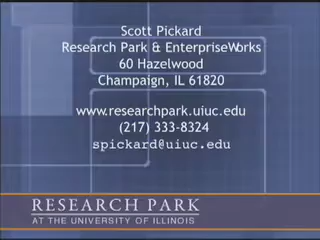 Scott Pickard
Research Park & EnterpriseWorks
60 Hazelwood
Champaign, IL 61820
www.researchpark.uiuc.edu
(217) 333-8324
spickard@uiuc.edu
RESEARCH PARK
AT THE UNIVERSITY OF ILLINOIS